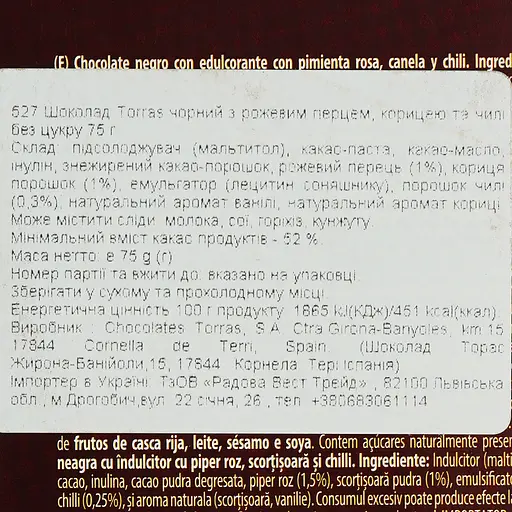 (E) Chocolate negro con edulcorante con pimienta rosa, canela y chili. Ingred
527 Шоколад Torras чорний з рожевим перцем, корицею та чилі
без цукру 75 г
Склад: підсолоджувач (мальтитол), какао-паста, какао-масло,
інулін, знежирений какао-порошок, рожевий перець (1%), кориця
порошок (1%), емульгатор (лецитин соняшнику), порошок чилі
(0,3%), натуральний аромат ванілі, натуральний аромат кориці.
Може містити сліди: молока, сої, горіхів, кунжуту.
Мінімальний вміст какао продуктів - 52 %.
Маса нетто: e 75 g (г)
Номер партії та вжити до: вказано на упаковці.
Зберігати у сухому та прохолодному місці.
Енергетична цінність 100 г продукту: 1865 kJ(КДж)/451 kcal(ккал).
Виробник : Chocolates Torras, S.A. Ctra.Girona-Banyoles, km.15
17844 Cornella de Terri, Spain. (Шоколад Торас
Жирона-Банійоли,15, 17844 Корнела Тері Іспанія)
Імпортер в Україні: ТзОВ «Радова Вест Трейд» , 82100 Львівська
обл., м.Дрогобич,вул. 22 січня, 26 , тел. +380683061114
de frutos de casca rija, leite, sésamo e soya. Contem açúcares naturalmente preser
neagra cu îndulcitor cu piper roz, scorțișoară și chilli. Ingrediente: Indulcitor (malti
cacao, inulina, cacao pudra degresata, piper roz (1,5%), scorțișoară pudra (1%), emulsificato
chilli (0,25%), și aroma naturala (scorțișoară, vanilie). Consumul excesiv poate produce efecte l